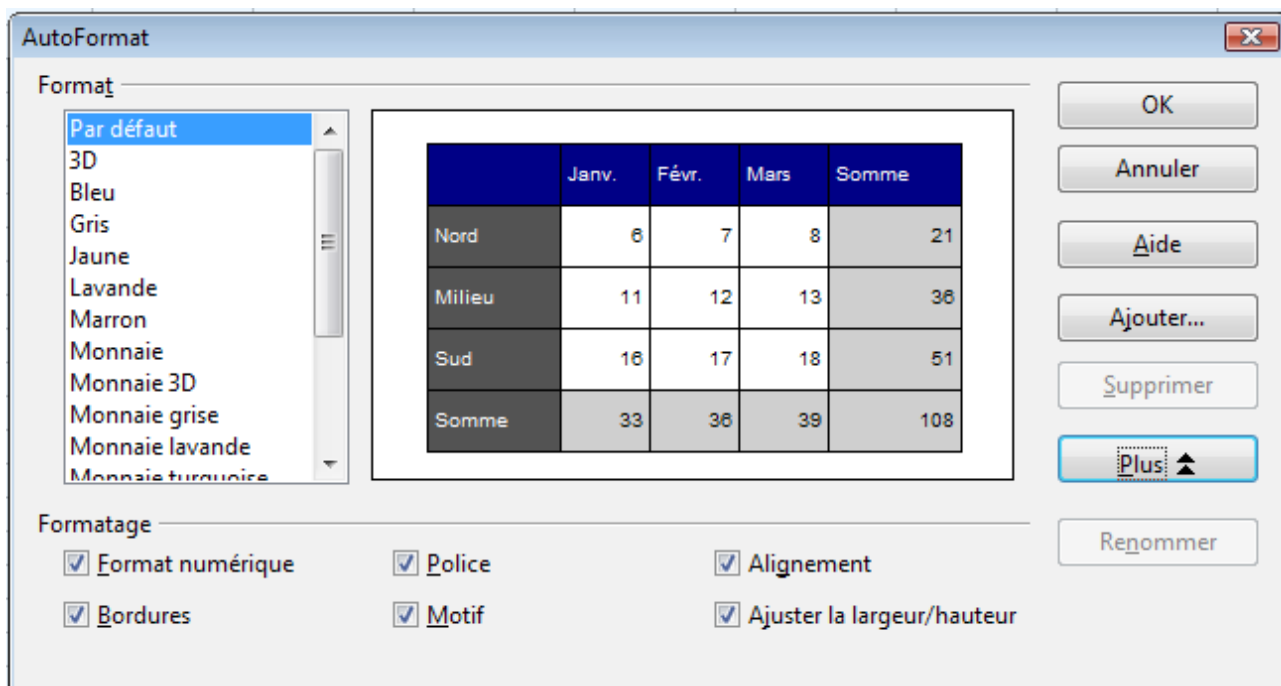 AutoFormat
Format
Par défaut
3D
Bleu
Gris
Jaune
Lavande
Marron
Monnaie
Monnaie 3D
Monnaie grise
Monnaie lavande
Monnaie turquoise
Janv. Févr. Mars Somme
Nord 6 7 8 21
Milieu 11 12 13 36
Sud 16 17 18 51
Somme 33 36 39 108
OK
Annuler
Aide
Ajouter...
Supprimer
Plus
Renommer
Formatage
Format numérique Police Alignement
Bordures Motif Ajuster la largeur/hauteur